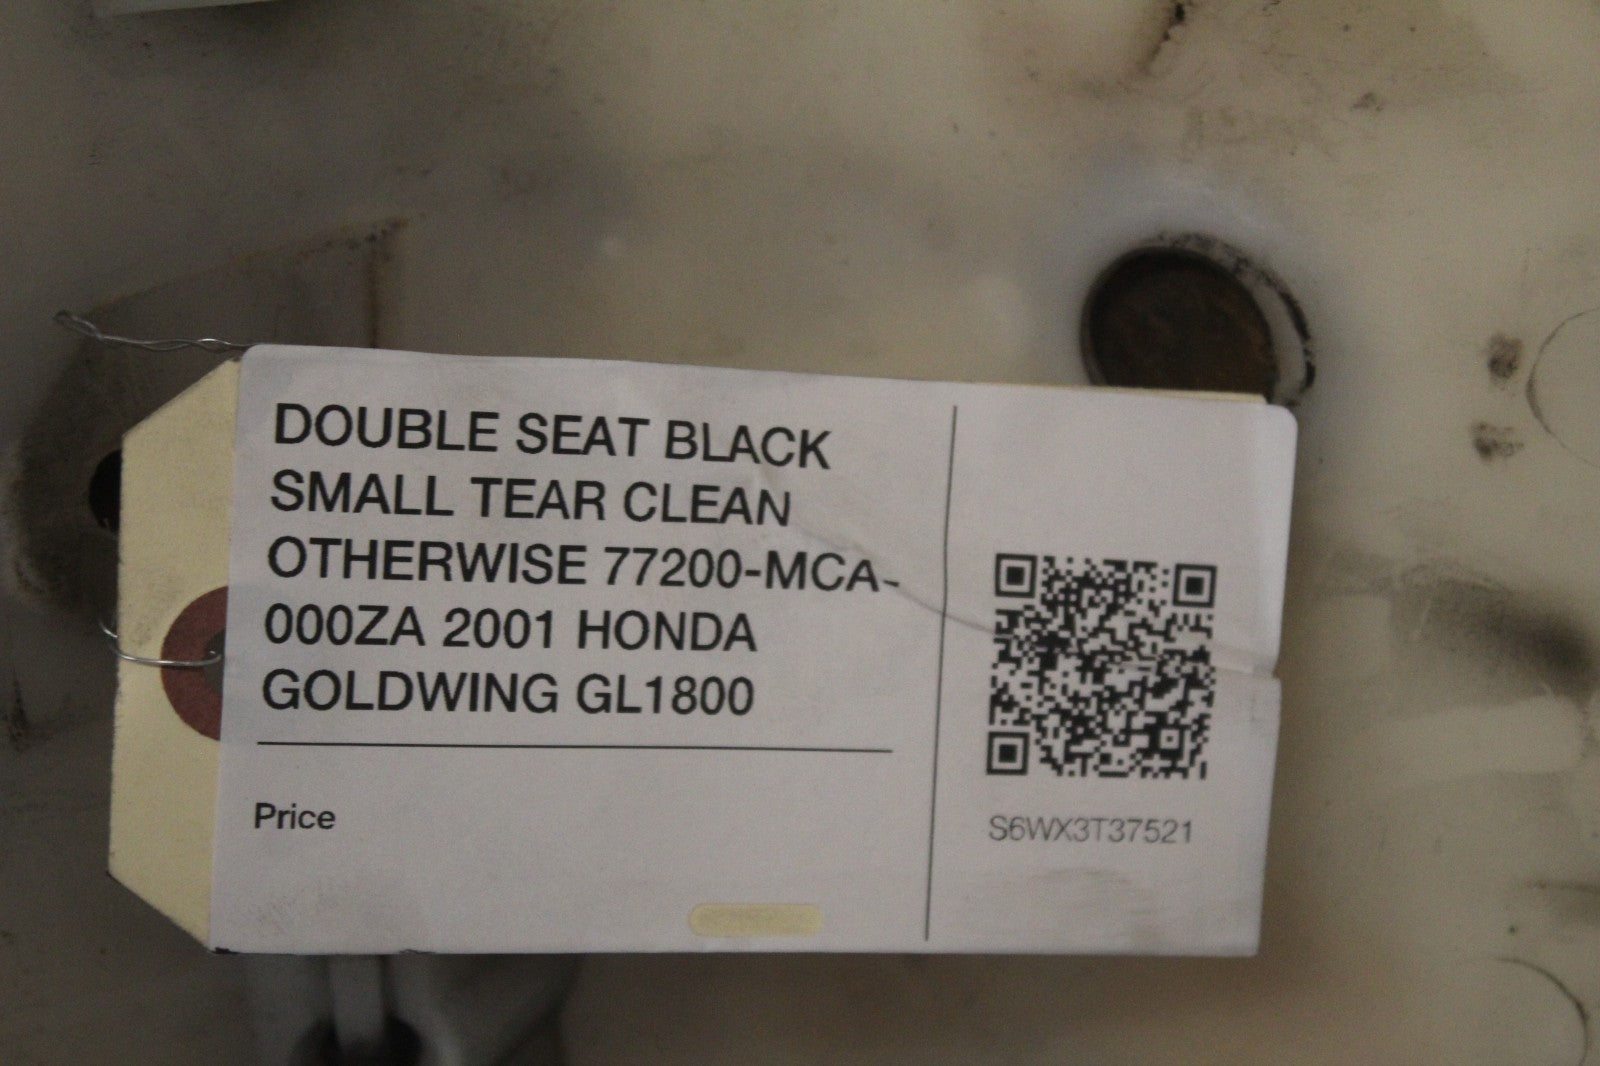 DOUBLE SEAT BLACK
SMALL TEAR CLEAN
OTHERWISE 77200-MCA-
000ZA 2001 HONDA
GOLDWING GL1800
Price
S6WX3T37521